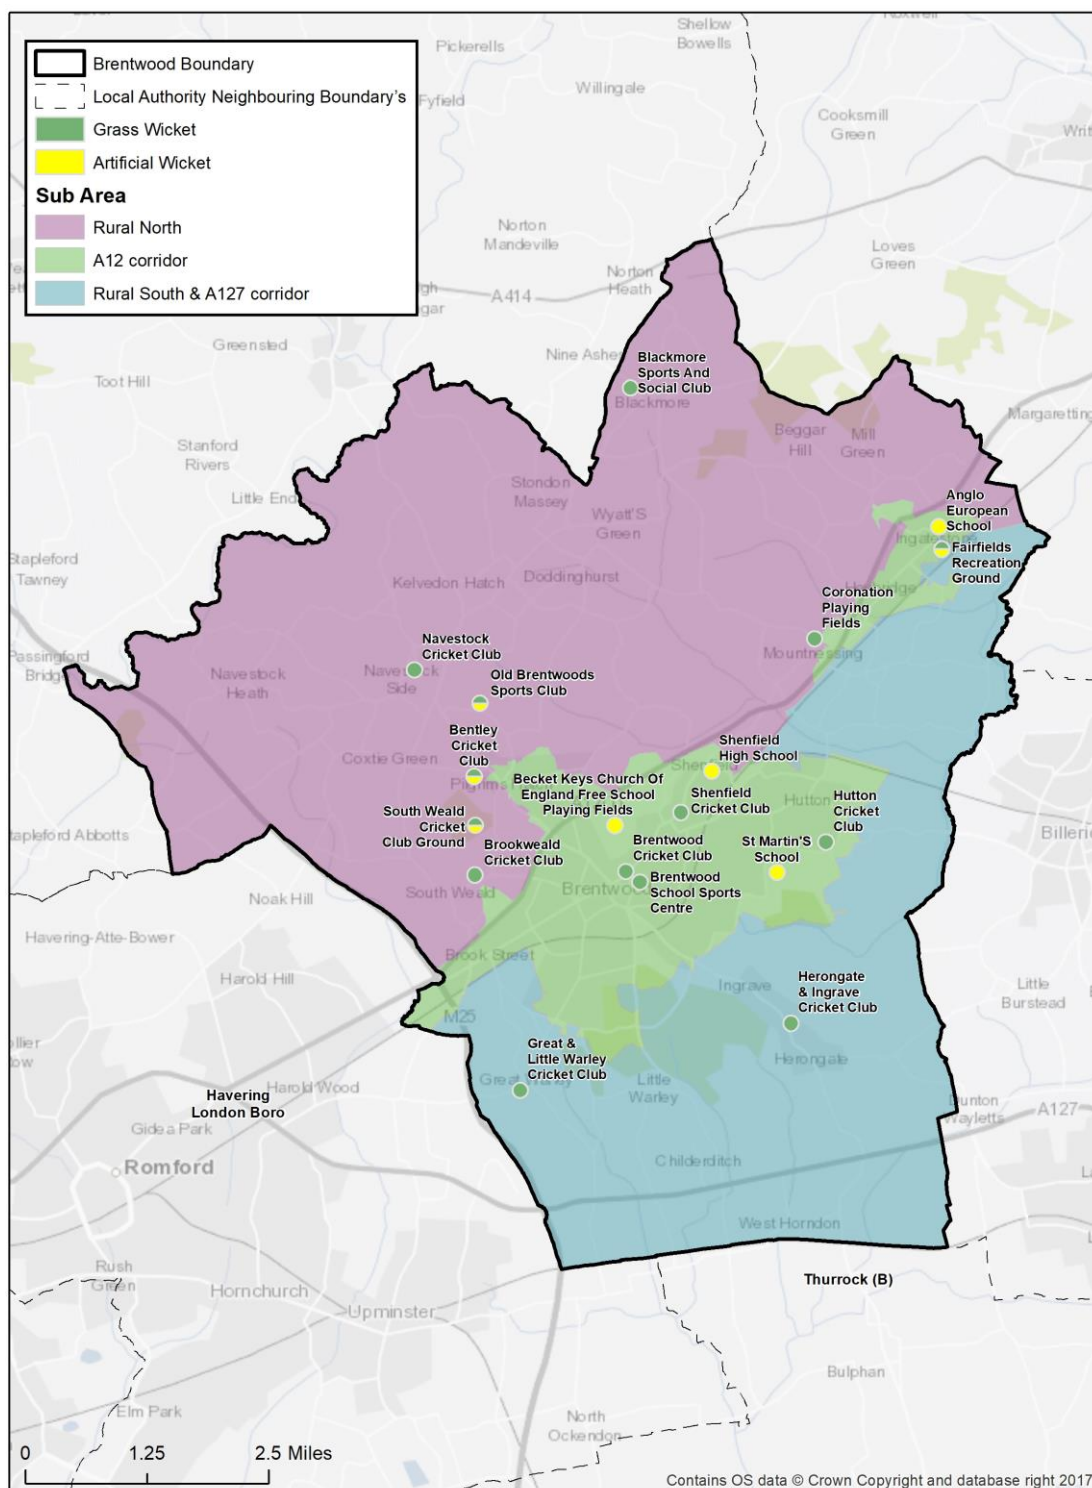 Brentwood Boundary
Local Authority Neighbouring Boundary's
Grass Wicket
Artificial Wicket
Sub Area
Rural North
A12 corridor
Rural South & A127 corridor
Shellow
Bowells
Pickerells
Willingale
Fyfield
Cooksmill
Green
Norton
Mandeville
Loves
Green
Norton
Heath
A414
Greensted
Toot Hill
Blackmore
Sports And
Social Club
Blackmore
Margaretting
Beggar
Hill
Mill
Green
Stanford
Rivers
Stondon
Massey
Wyatt'S
Green
Anglo
European
School
Fairfields
Recreation
Ground
Stapleford
Tawney
Kelvedon Hatch
Doddinghurst
Coronation
Playing
Fields
Mountnessing
Navestock
Cricket Club
Passingford
Bridge
Navestock
Heath
Navestock
Side
Old Brentwoods
Sports Club
Bentley
Cricket
Club
Coxtie Green
Shenfield
High School
Becket Keys Church Of
England Free School
Playing Fields
Shenfield
Cricket Club
Hutton
Hutton
Cricket
Club
South Weald
Cricket
Club Ground
Brookweald
Cricket Club
Brentwood
Cricket Club
St Martin'S
School
Brentwood
Brentwood
School Sports
Centre
Stapleford Abbotts
Noak Hill
South Weald
Havering-Atte-Bower
Brook Street
Harold Hill
Ingrave
Herongate
& Ingrave
Cricket Club
Little
Burstead
M25
Herongate
Great &
Little Warley
Cricket Club
Great Warley
Little
Warley
Harold Wood
Havering
London Boro
Gidea Park
Dunton
Wayletts
A127
Romford
Childerditch
West Horndon
Rush
Green
Hornchurch
Upminster
Thurrock (B)
Bulphan
Elm Park
North
Ockendon
0 1.25 2.5 Miles
Contains OS data © Crown Copyright and database right 2017